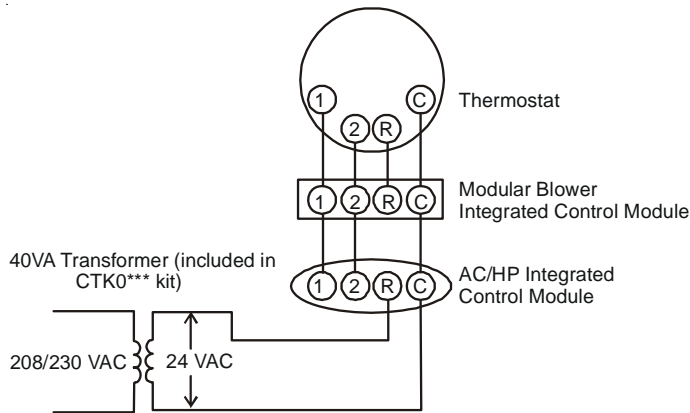 1 C
2 R
Thermostat
1 2 R C
Modular Blower
Integrated Control Module
40VA Transformer (included in
CTK0*** kit)
1 2 R C
AC/HP Integrated
Control Module
208/230 VAC
24 VAC